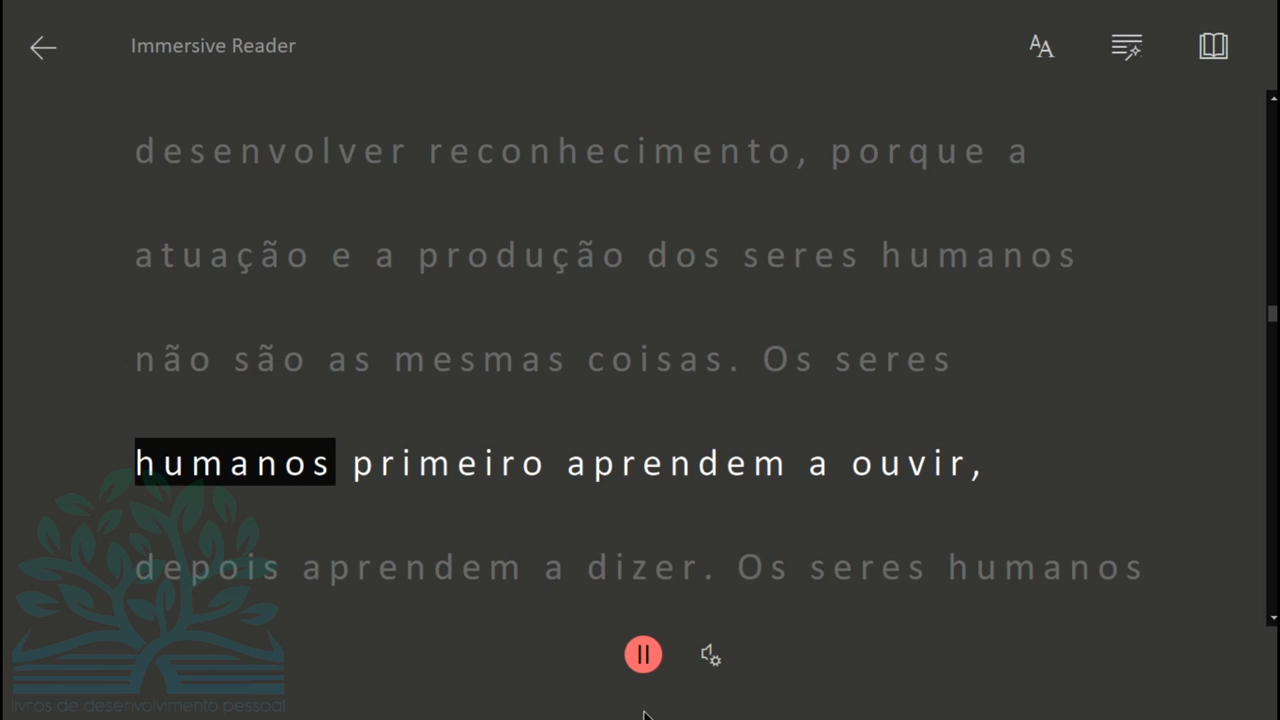 Immersive Reader
desenvolver reconhecimento, porque a
atuação e a produção dos seres humanos
não são as mesmas coisas. Os seres
humanos primeiro aprendem a ouvir,
depois aprendem a dizer. Os seres humanos
livros de desenvolvimento pessoal